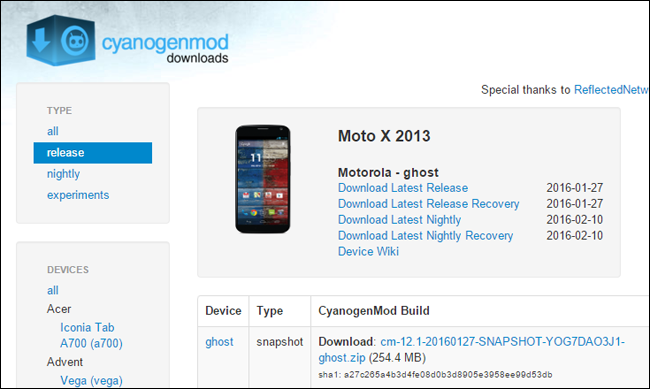 cyanogenmod
downloads
Special thanks to ReflectedNetw
TYPE
all
release
nightly
experiments
Moto X 2013
Motorola - ghost
Download Latest Release 2016-01-27
Download Latest Release Recovery 2016-01-27
Download Latest Nightly 2016-02-10
Download Latest Nightly Recovery 2016-02-10
Device Wiki
DEVICES
all
Acer
Iconia Tab
A700 (a700)
Advent
Vega (vega)
Device Type CyanogenMod Build
ghost snapshot Download: cm-12.1-20160127-SNAPSHOT-YOG7DAO3J1-
ghost.zip (254.4 MB)
sha1: a27c265a4b3d4fe08d0b3d8905e3958ee99d53db